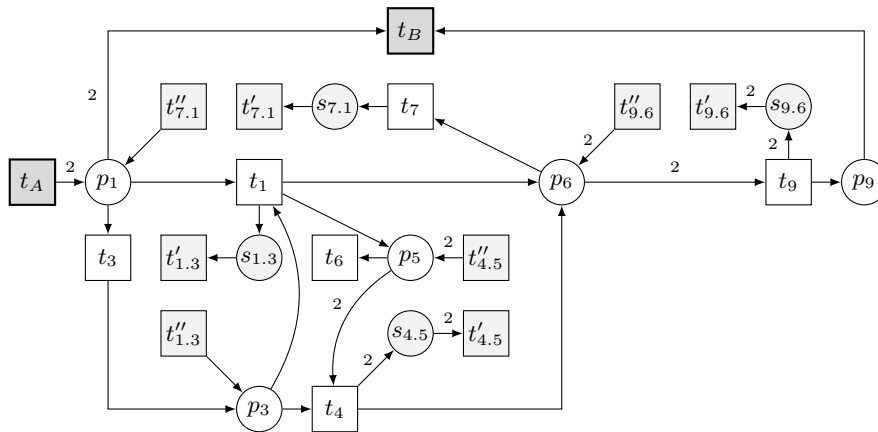 t_B
2
t''_{7.1} t'_{7.1} s_{7.1} t_7 t''_{9.6} t'_{9.6} 2 s_{9.6}
2 2
t_A 2 p_1 t_1 p_6 2 t_9 p_9
t_3 t'_{1.3} s_{1.3} t_6 p_5 2 t''_{4.5}
2
t''_{1.3} s_{4.5} 2 t'_{4.5}
2
p_3 t_4